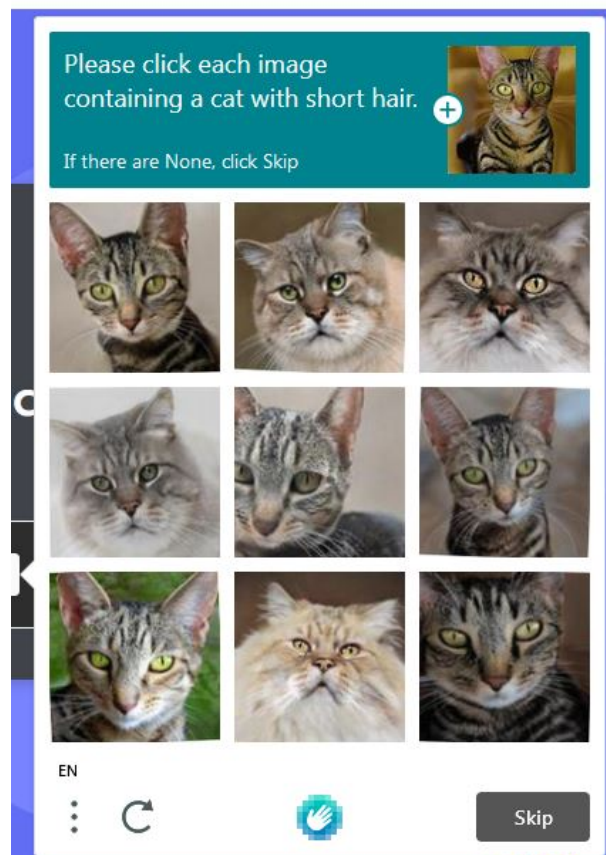 Please click each image
containing a cat with short hair.
If there are None, click Skip
C
EN
Skip